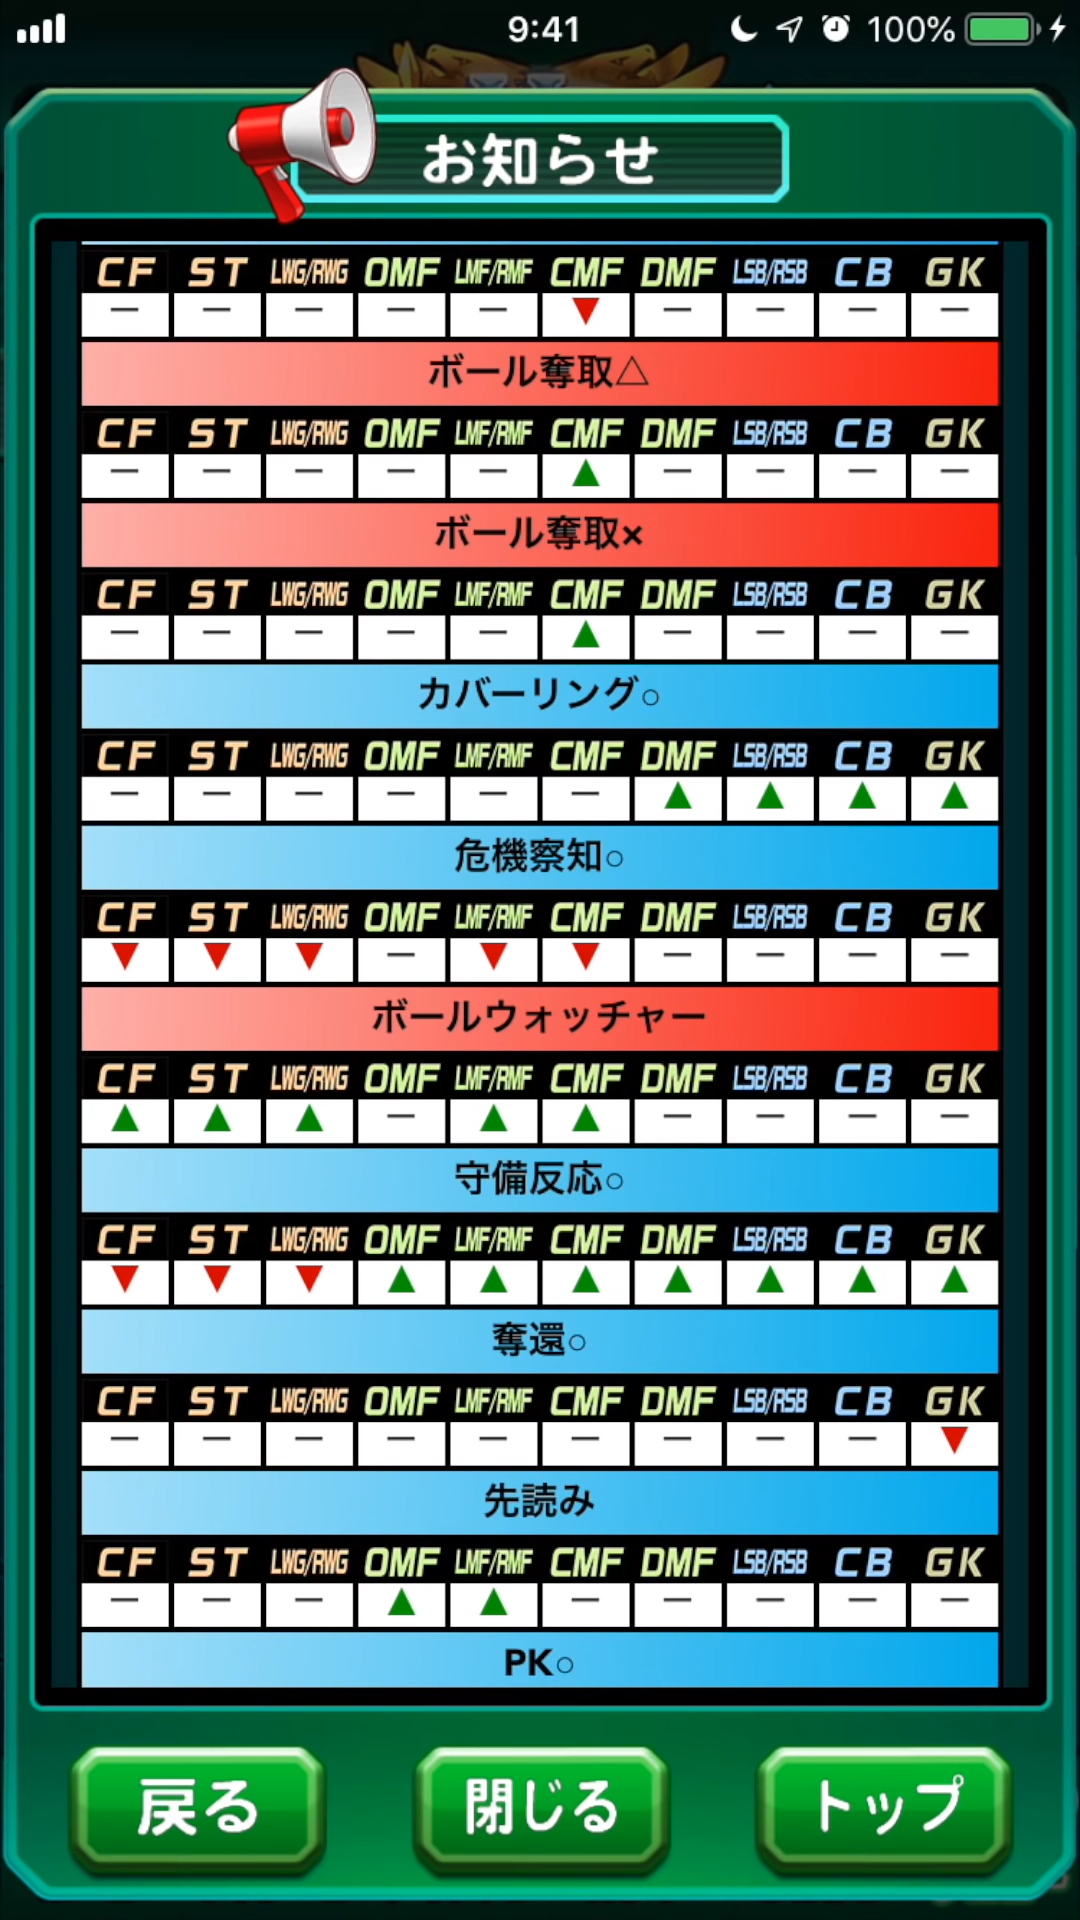 9:41 100%
お知らせ
CF ST LWG/RWG OMF LMF/RMF CMF DMF LSB/RSB CB GK
— — — — — ▼ — — — —
ボール奪取△
CF ST LWG/RWG OMF LMF/RMF CMF DMF LSB/RSB CB GK
— — — — — ▲ — — — —
ボール奪取×
CF ST LWG/RWG OMF LMF/RMF CMF DMF LSB/RSB CB GK
— — — — — ▲ — — — —
カバーリング○
CF ST LWG/RWG OMF LMF/RMF CMF DMF LSB/RSB CB GK
— — — — — — ▲ ▲ ▲ ▲
危機察知○
CF ST LWG/RWG OMF LMF/RMF CMF DMF LSB/RSB CB GK
▼ ▼ ▼ — ▼ ▼ — — — —
ボールウォッチャー
CF ST LWG/RWG OMF LMF/RMF CMF DMF LSB/RSB CB GK
▲ ▲ ▲ — ▲ ▲ — — — —
守備反応○
CF ST LWG/RWG OMF LMF/RMF CMF DMF LSB/RSB CB GK
▼ ▼ ▼ ▲ ▲ ▲ ▲ ▲ ▲ ▲
奪還○
CF ST LWG/RWG OMF LMF/RMF CMF DMF LSB/RSB CB GK
— — — — — — — — — ▼
先読み
CF ST LWG/RWG OMF LMF/RMF CMF DMF LSB/RSB CB GK
— — — ▲ ▲ — — — — —
PK○
戻る 閉じる トップ